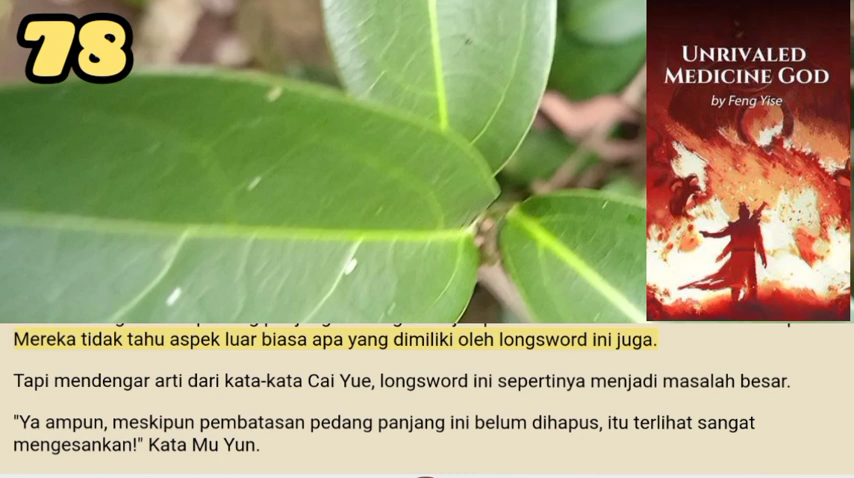 78
UNRIVALED
MEDICINE GOD
by Feng Yise
Mereka tidak tahu aspek luar biasa apa yang dimiliki oleh longsword ini juga.
Tapi mendengar arti dari kata-kata Cai Yue, longsword ini sepertinya menjadi masalah besar.
"Ya ampun, meskipun pembatasan pedang panjang ini belum dihapus, itu terlihat sangat
mengesankan!" Kata Mu Yun.